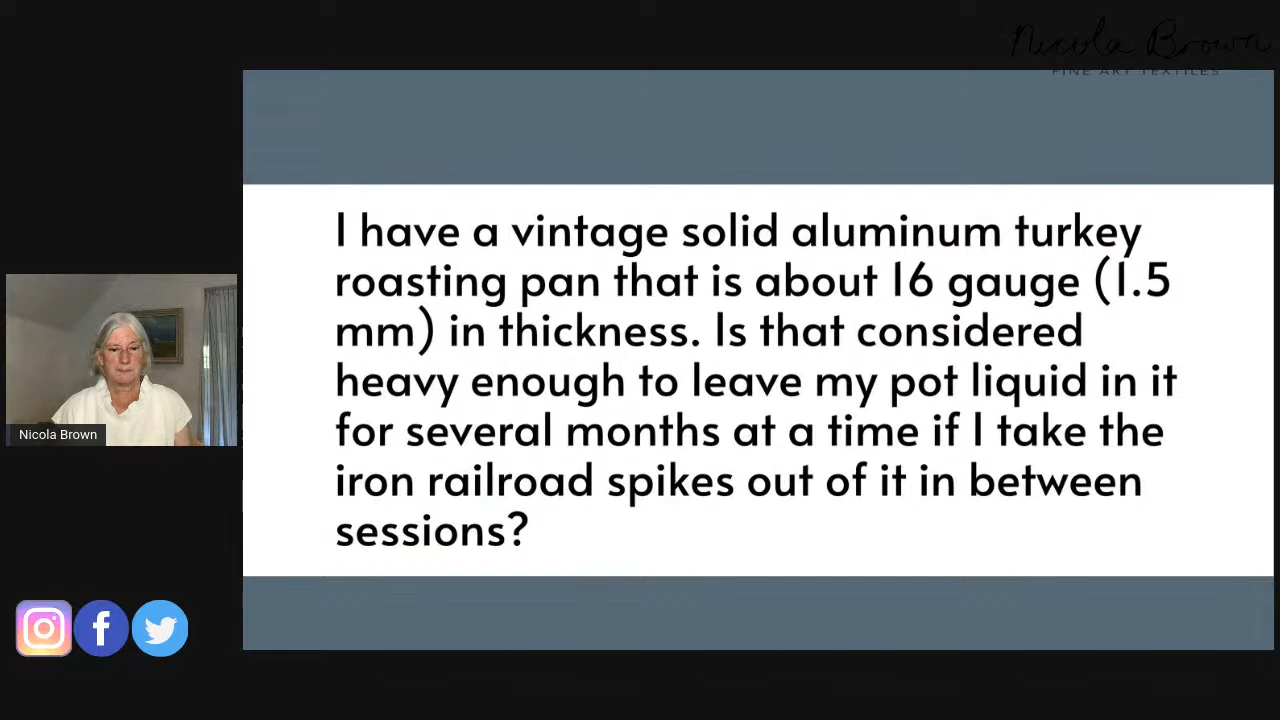 Nicola Brown
FINE ART TEXTILES
I have a vintage solid aluminum turkey
roasting pan that is about 16 gauge (1.5
mm) in thickness. Is that considered
heavy enough to leave my pot liquid in it
for several months at a time if I take the
iron railroad spikes out of it in between
sessions?
Nicola Brown